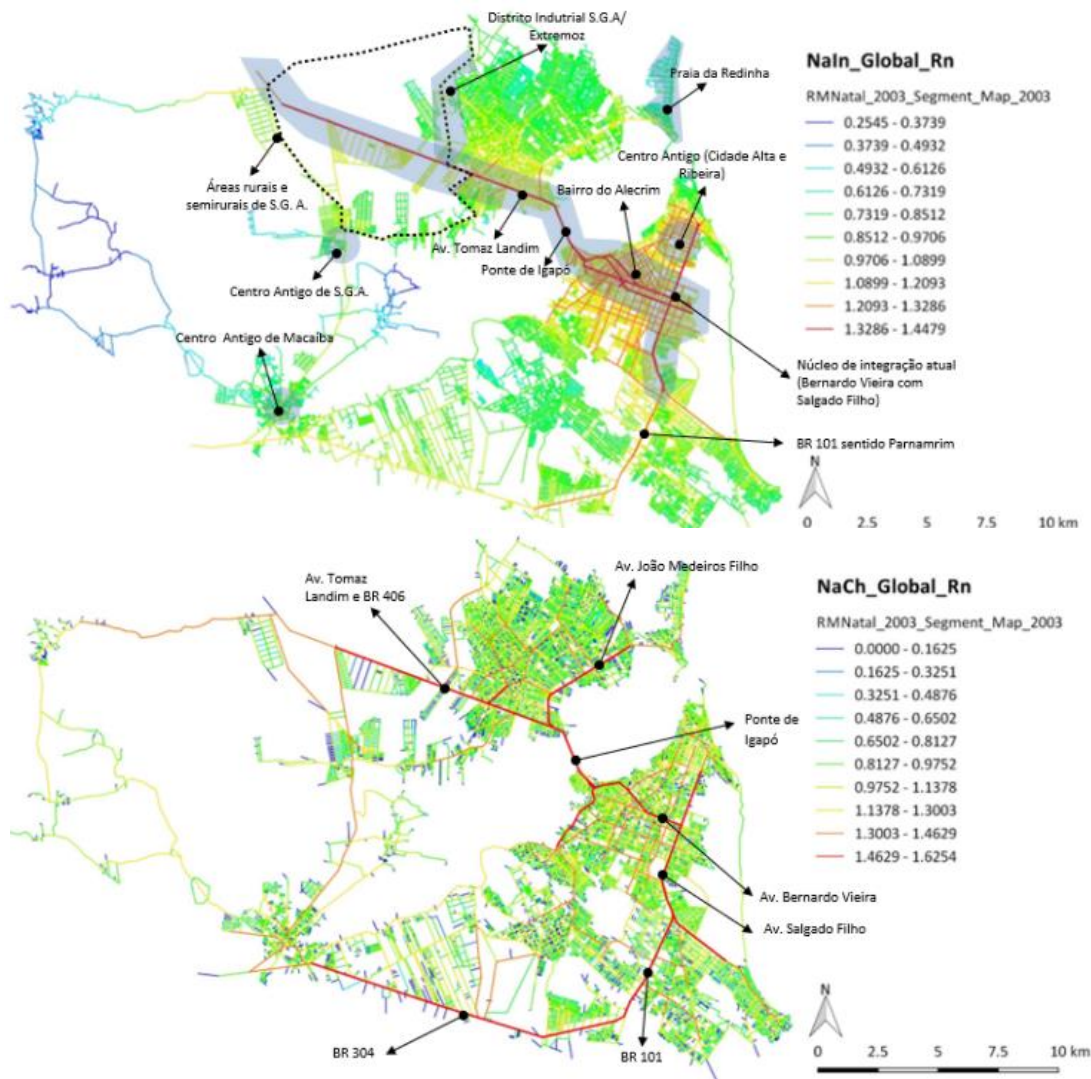 Distrito Indutrial S.G.A/
Extremoz
Praia da Redinha
Centro Antigo (Cidade Alta e
Ribeira)
Bairro do Alecrim
Áreas rurais e
semirurais de S.G. A.
Av. Tomaz Landim
Ponte de Igapó
Centro Antigo de S.G.A.
Centro Antigo de Macaíba
Núcleo de integração atual
(Bernardo Vieira com
Salgado Filho)
BR 101 sentido Parnamrim
NaIn_Global_Rn
RMNatal_2003_Segment_Map_2003
0.2545 - 0.3739
0.3739 - 0.4932
0.4932 - 0.6126
0.6126 - 0.7319
0.7319 - 0.8512
0.8512 - 0.9706
0.9706 - 1.0899
1.0899 - 1.2093
1.2093 - 1.3286
1.3286 - 1.4479
N
0 2.5 5 7.5 10 km
Av. Tomaz
Landim e BR 406
Av. João Medeiros Filho
Ponte de
Igapó
Av. Bernardo Vieira
Av. Salgado Filho
BR 304
BR 101
NaCh_Global_Rn
RMNatal_2003_Segment_Map_2003
0.0000 - 0.1625
0.1625 - 0.3251
0.3251 - 0.4876
0.4876 - 0.6502
0.6502 - 0.8127
0.8127 - 0.9752
0.9752 - 1.1378
1.1378 - 1.3003
1.3003 - 1.4629
1.4629 - 1.6254
N
0 2.5 5 7.5 10 km